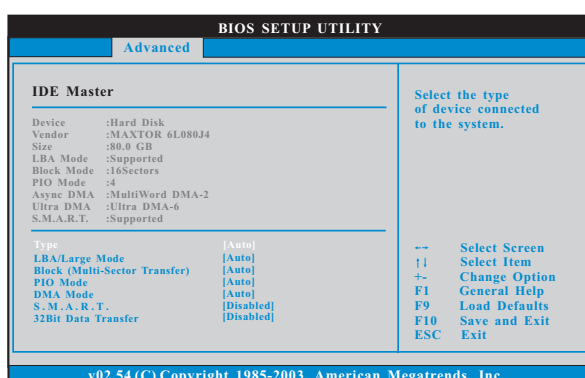 BIOS SETUP UTILITY
Advanced
IDE Master
Device :Hard Disk
Vendor :MAXTOR 6L080J4
Size :80.0 GB
LBA Mode :Supported
Block Mode :16Sectors
PIO Mode :4
Async DMA :MultiWord DMA-2
Ultra DMA :Ultra DMA-6
S.M.A.R.T. :Supported
Type [Auto]
LBA/Large Mode [Auto]
Block (Multi-Sector Transfer) [Auto]
PIO Mode [Auto]
DMA Mode [Auto]
S.M.A.R.T. [Disabled]
32Bit Data Transfer [Disabled]
Select the type
of device connected
to the system.
←→ Select Screen
↑↓ Select Item
+- Change Option
F1 General Help
F9 Load Defaults
F10 Save and Exit
ESC Exit
v02.54 (C) Copyright 1985-2003, American Megatrends, Inc.